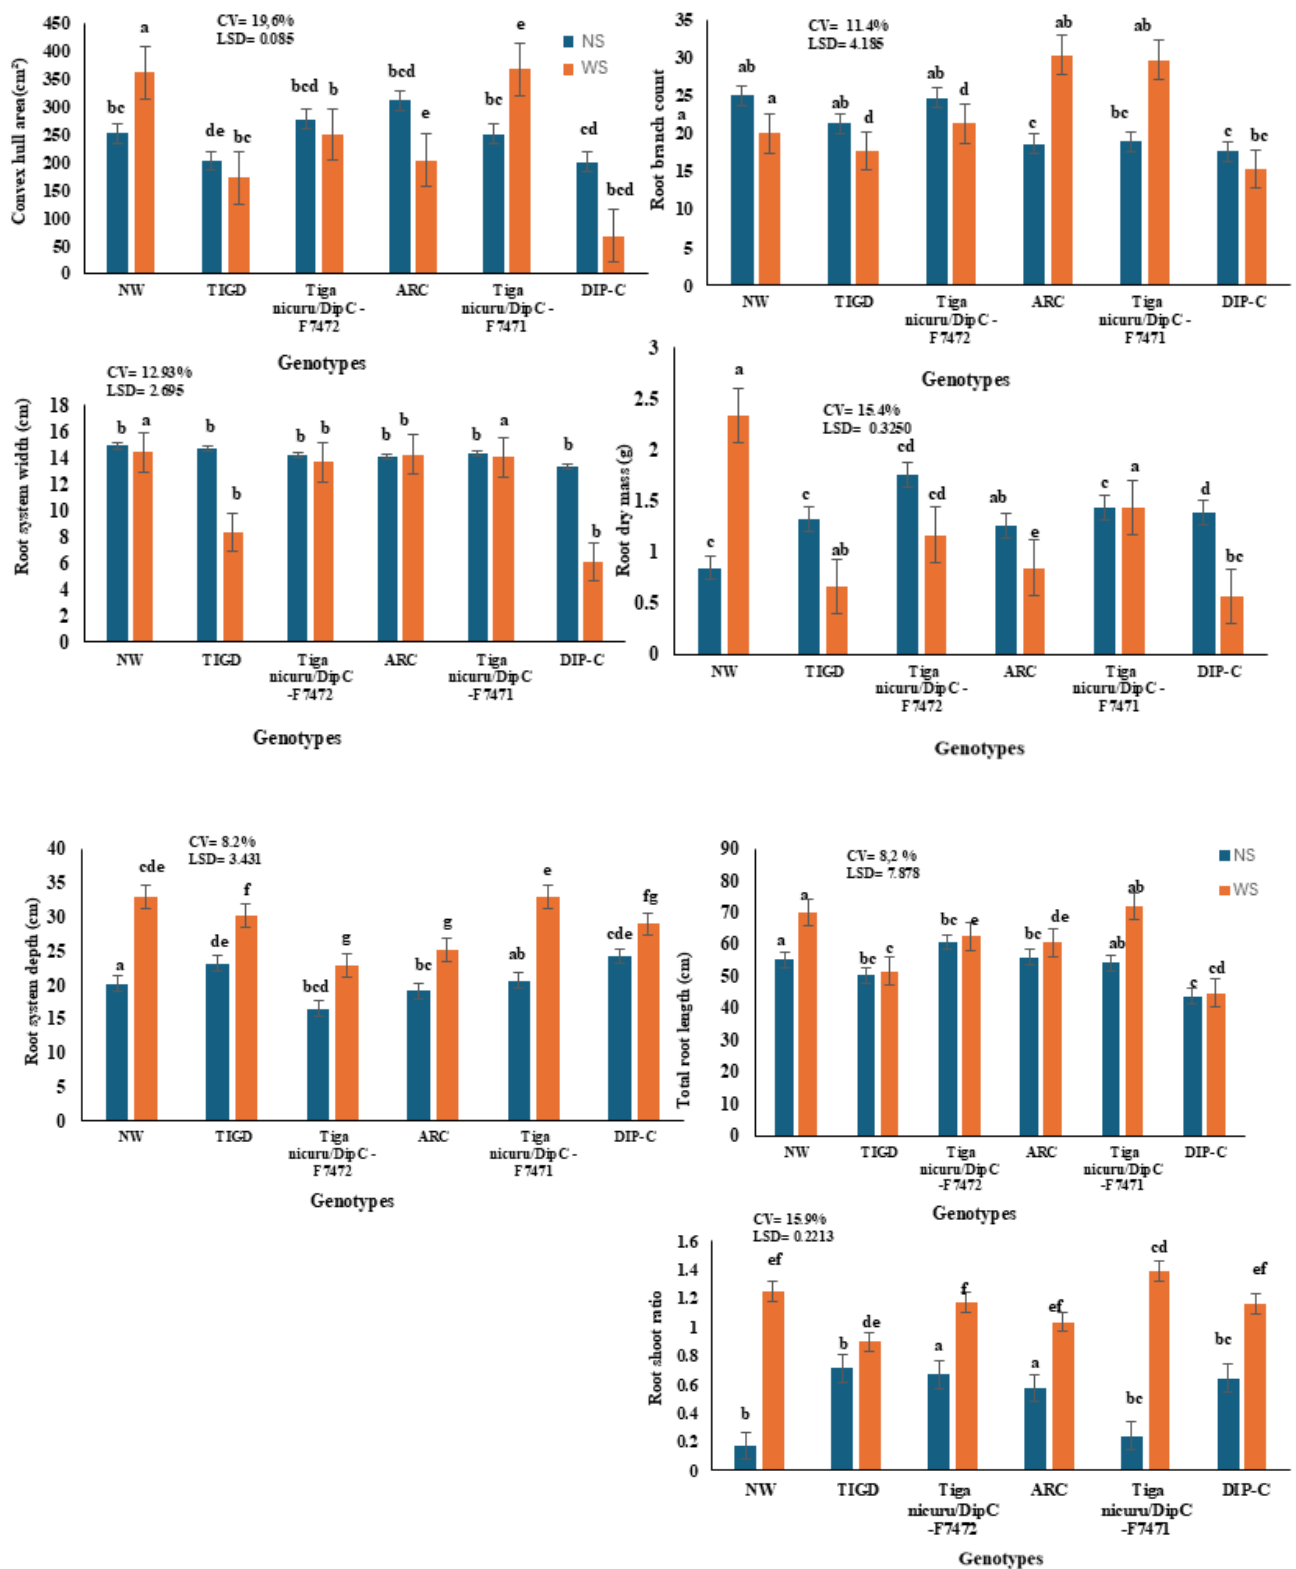 CV= 19,6%
LSD= 0.085
NS
WS
Convex hull area(cm²)
450
400
350
300
250
200
150
100
50
0
bc
a
de
bc
bcd
b
bcd
e
bc
e
cd
bcd
NW
TIGD
Tiga
nicuru/DipC -
F7472
ARC
Tiga
nicuru/DipC -
F7471
DIP-C
Genotypes
CV= 11.4%
LSD= 4.185
Root branch count
35
30
25
20
15
10
5
0
a
ab
a
ab
d
ab
d
c
ab
bc
ab
c
bc
NW
TIGD
Tiga
nicuru/DipC -
F7472
ARC
Tiga
nicuru/DipC -
F7471
DIP-C
Genotypes
CV= 12.93%
LSD= 2.695
Root system width (cm)
18
16
14
12
10
8
6
4
2
0
b
a
b
b
b
b
b
b
b
a
b
b
NW
TIGD
Tiga
nicuru/DipC
-F7472
ARC
Tiga
nicuru/DipC
-F7471
DIP-C
Genotypes
CV= 15.4%
LSD= 0.3250
Root dry mass (g)
3
2.5
2
1.5
1
0.5
0
c
a
c
ab
cd
cd
ab
e
c
a
d
bc
NW
TIGD
Tiga
nicuru/DipC -
F7472
ARC
Tiga
nicuru/DipC -
F7471
DIP-C
Genotypes
CV= 8.2%
LSD= 3.431
Root system depth (cm)
40
35
30
25
20
15
10
5
0
a
cde
de
f
bcd
g
bc
g
ab
e
cde
fg
NW
TIGD
Tiga
nicuru/DipC -
F7472
ARC
Tiga
nicuru/DipC -
F7471
DIP-C
Genotypes
CV= 8,2 %
LSD= 7.878
NS
WS
Total root length (cm)
90
80
70
60
50
40
30
20
10
0
a
a
bc
c
bc
e
bc
de
ab
ab
c
cd
NW
TIGD
Tiga
nicuru/DipC
-F7472
ARC
Tiga
nicuru/DipC
-F7471
DIP-C
Genotypes
CV= 15.9%
LSD= 0.2213
Root shoot ratio
1.6
1.4
1.2
1
0.8
0.6
0.4
0.2
0
b
ef
b
de
a
f
a
ef
bc
cd
bc
ef
NW
TIGD
Tiga
nicuru/DipC
-F7472
ARC
Tiga
nicuru/DipC
-F7471
DIP-C
Genotypes